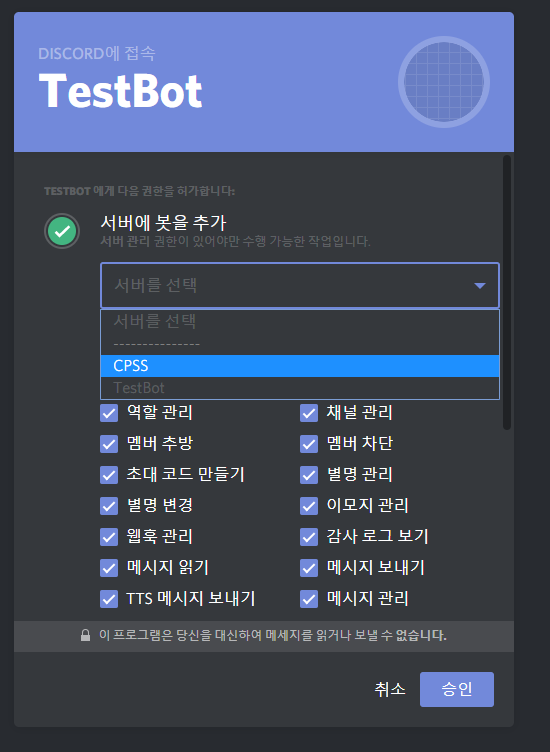 DISCORD에 접속
TestBot
TESTBOT 에게 다음 권한을 허가합니다:
서버에 봇을 추가
서버 관리 권한이 있어야만 수행 가능한 작업입니다.
서버를 선택
서버를 선택
---------------
CPSS
TestBot
역할 관리 채널 관리
멤버 추방 멤버 차단
초대 코드 만들기 별명 관리
별명 변경 이모지 관리
웹훅 관리 감사 로그 보기
메시지 읽기 메시지 보내기
TTS 메시지 보내기 메시지 관리
이 프로그램은 당신을 대신하여 메세지를 읽거나 보낼 수 없습니다.
취소 승인